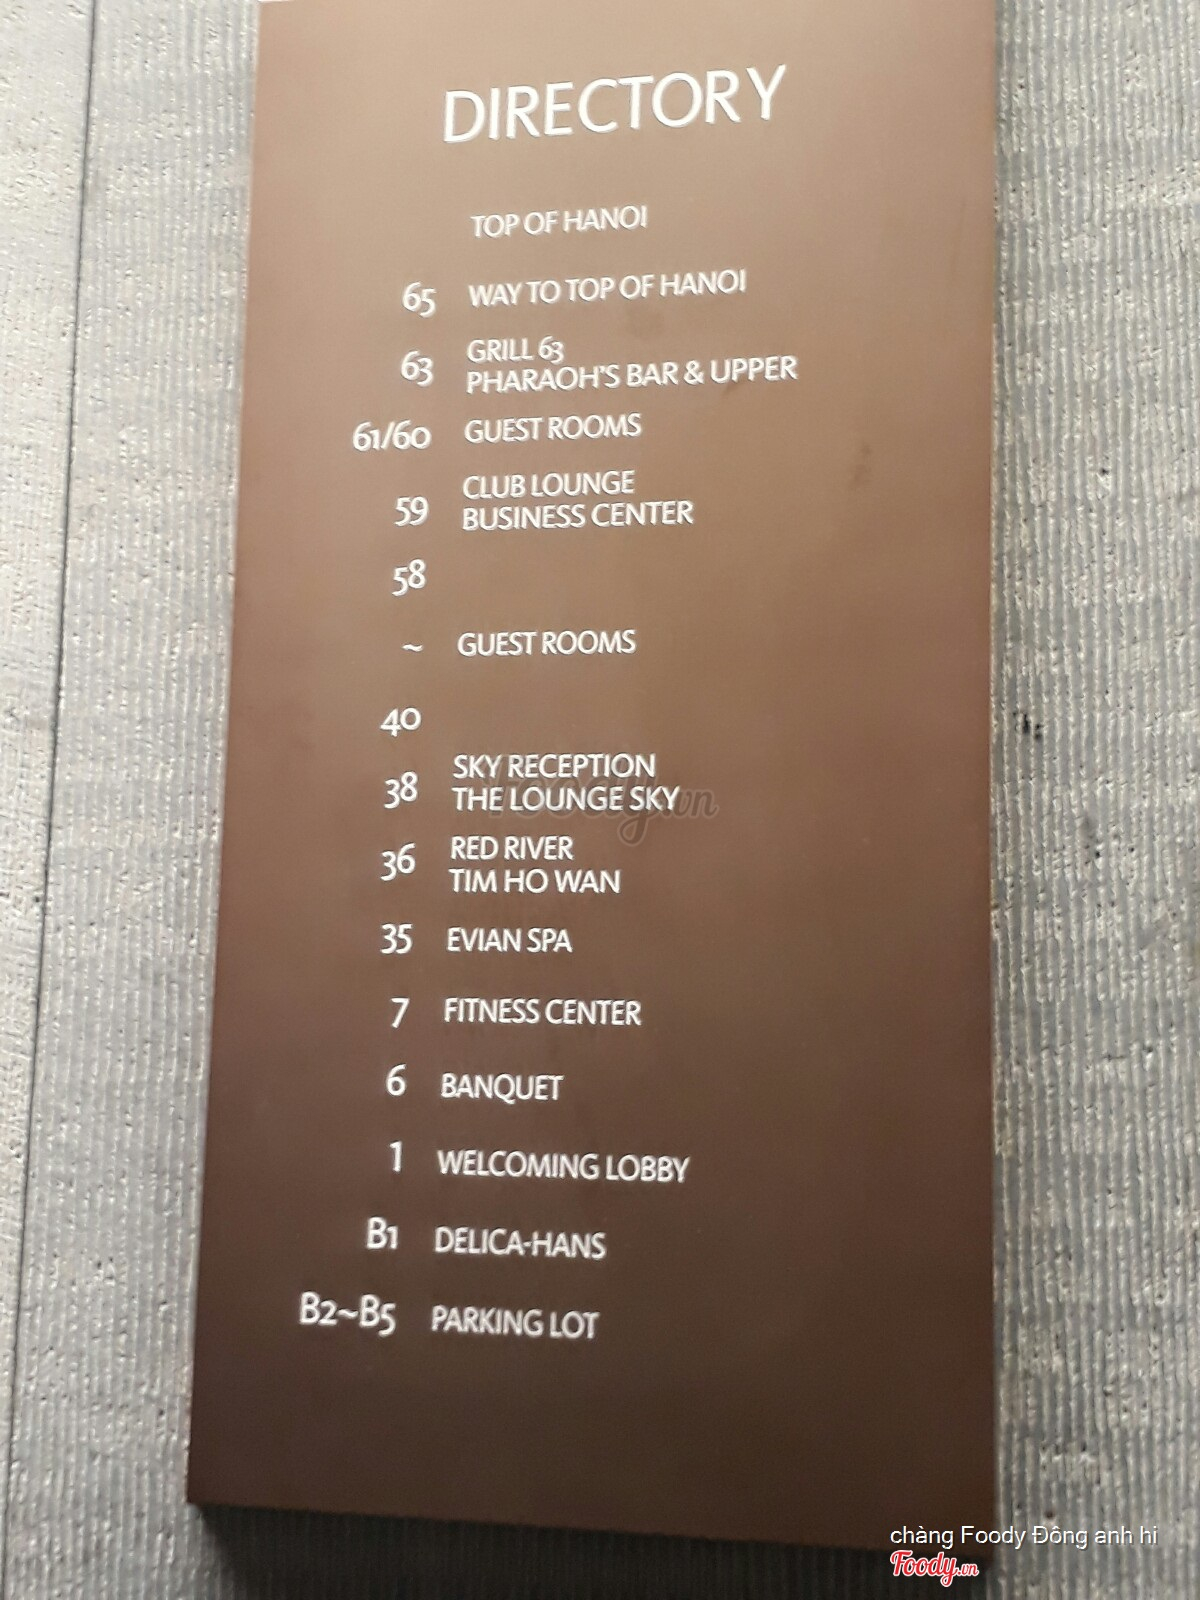 DIRECTORY
TOP OF HANOI
65 WAY TO TOP OF HANOI
63 GRILL 63
PHARAOH'S BAR & UPPER
61/60 GUEST ROOMS
59 CLUB LOUNGE
BUSINESS CENTER
58
~ GUEST ROOMS
40
38 SKY RECEPTION
THE LOUNGE SKY
36 RED RIVER
TIM HO WAN
35 EVIAN SPA
7 FITNESS CENTER
6 BANQUET
1 WELCOMING LOBBY
B1 DELICA-HANS
B2~B5 PARKING LOT
Foody.vn
chàng Foody Đông anh hi
Foody.vn